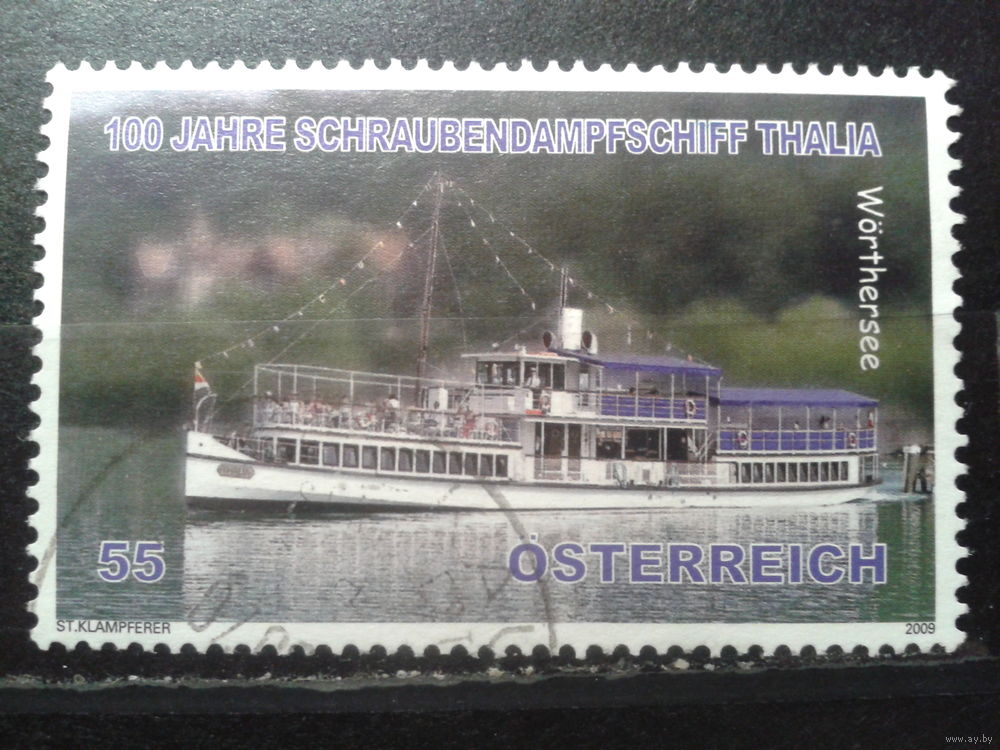 100 JAHRE SCHRAUBENDAMPFSCHIFF THALIA
Wörthersee
55
ÖSTERREICH
ST.KLAMPFERER
2009
www.ay.by